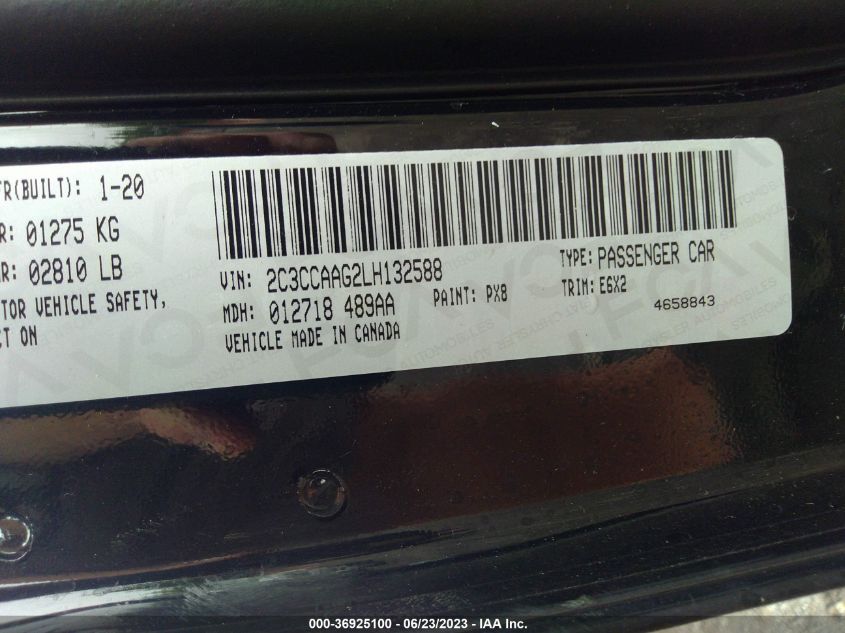 FR(BUILT): 1-20
R: 01275 KG
R: 02810 LB
TOR VEHICLE SAFETY,
CT ON
VIN: 2C3CCAAG2LH132588
TYPE: PASSENGER CAR
MDH: 012718 489AA
PAINT: PX8
TRIM: E6X2
VEHICLE MADE IN CANADA
4658843
000-36925100 - 06/23/2023 - IAA Inc.